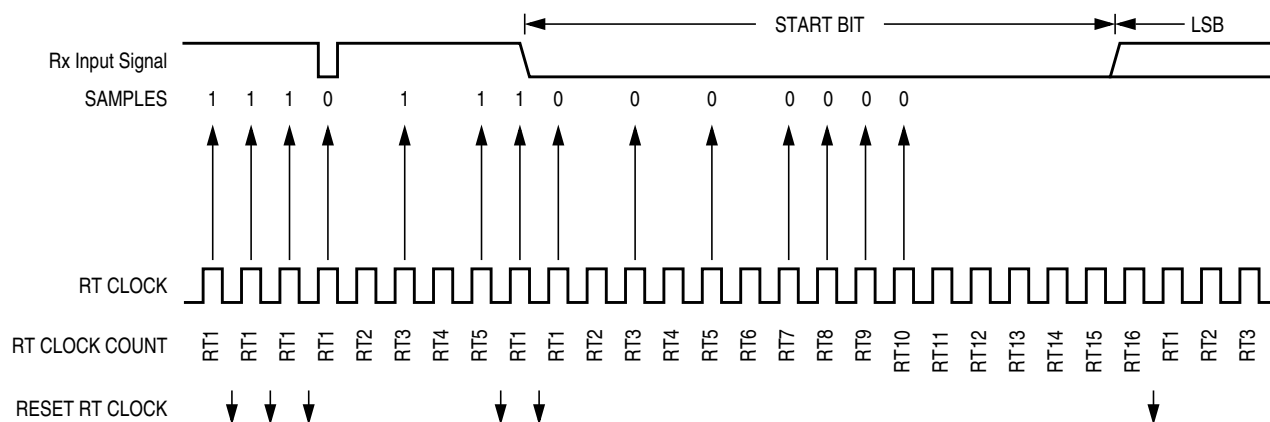 START BIT LSB
Rx Input Signal
SAMPLES 1 1 1 0 1 1 1 0 0 0 0 0 0 0
RT CLOCK
RT CLOCK COUNT RT1 RT1 RT1 RT1 RT2 RT3 RT4 RT5 RT1 RT1 RT2 RT3 RT4 RT5 RT6 RT7 RT8 RT9 RT10 RT11 RT12 RT13 RT14 RT15 RT16 RT1 RT2 RT3
RESET RT CLOCK